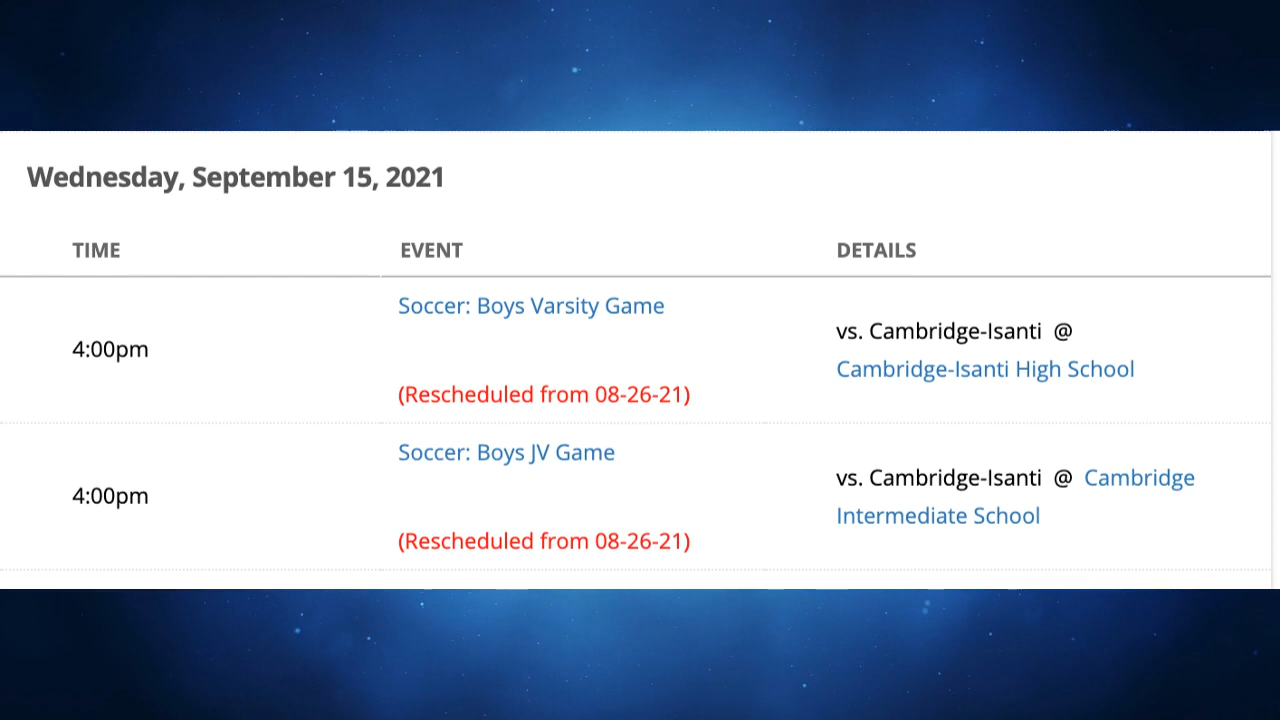 Wednesday, September 15, 2021
TIME EVENT DETAILS
4:00pm
Soccer: Boys Varsity Game
(Rescheduled from 08-26-21)
vs. Cambridge-Isanti @
Cambridge-Isanti High School
4:00pm
Soccer: Boys JV Game
(Rescheduled from 08-26-21)
vs. Cambridge-Isanti @ Cambridge
Intermediate School